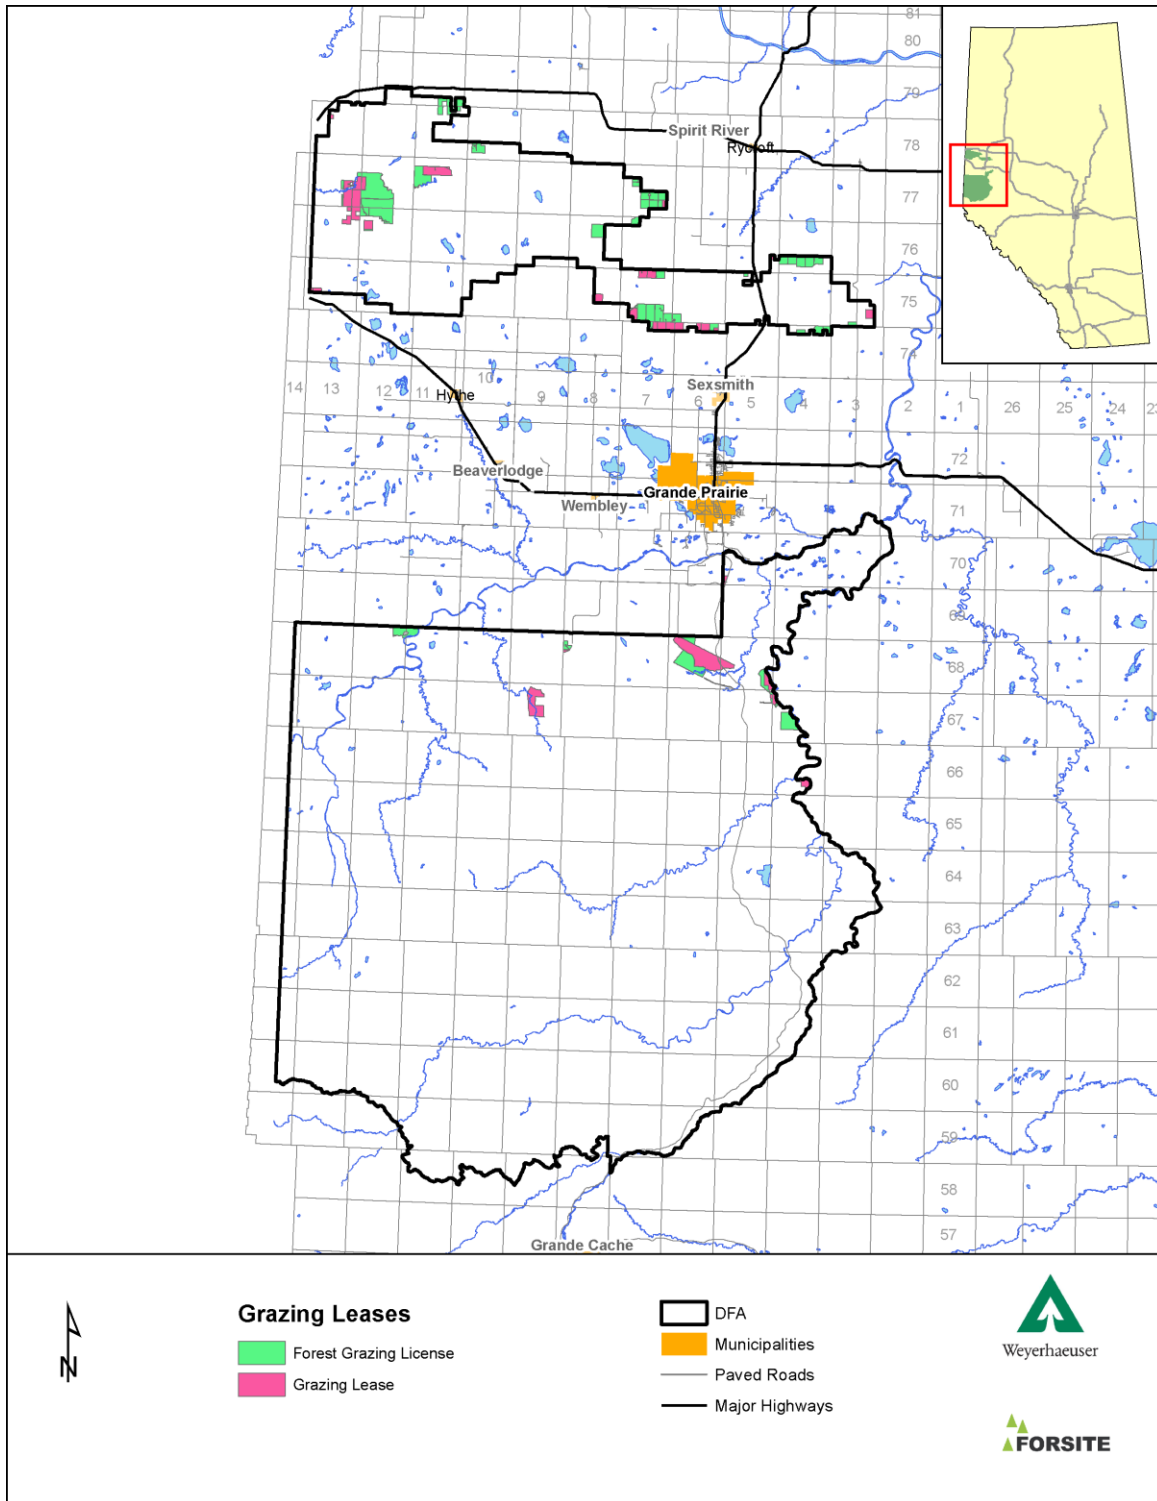 81
80
79
Spirit River
Rycroft
78
77
76
75
74
Sexsmith
14 13 12 11 10 9 8 7 6 5 4 3 2 1 26 25 24 23
Hythe
72
Beaverlodge
Grande Prairie
Wembley
71
70
69
68
67
66
65
64
63
62
61
60
59
58
57
Grande Cache
N
Grazing Leases
Forest Grazing License
Grazing Lease
DFA
Municipalities
Paved Roads
Major Highways
Weyerhaeuser
FORSITE